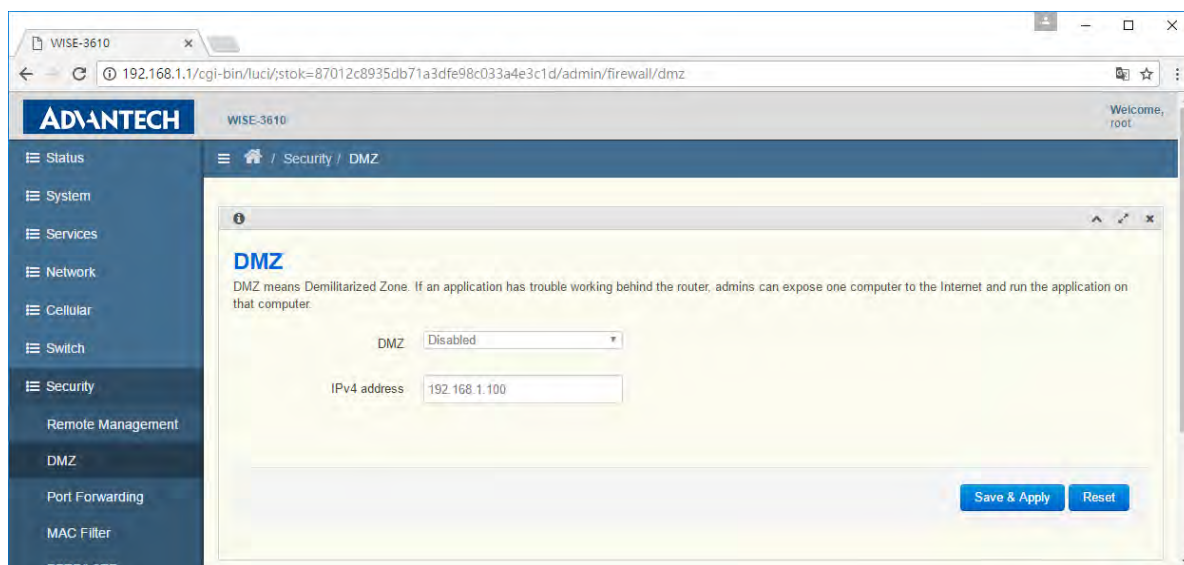 WISE-3610
192.168.1.1/cgi-bin/luci/;stok=87012c8935db71a3dfe98c033a4e3c1d/admin/firewall/dmz
ADVANTECH
WISE-3610
Welcome,
root
Status
/ Security / DMZ
System
Services
Network
Cellular
Switch
Security
Remote Management
DMZ
Port Forwarding
MAC Filter
DMZ
DMZ means Demilitarized Zone. If an application has trouble working behind the router, admins can expose one computer to the Internet and run the application on
that computer.
DMZ Disabled
IPv4 address 192.168.1.100
Save & Apply Reset